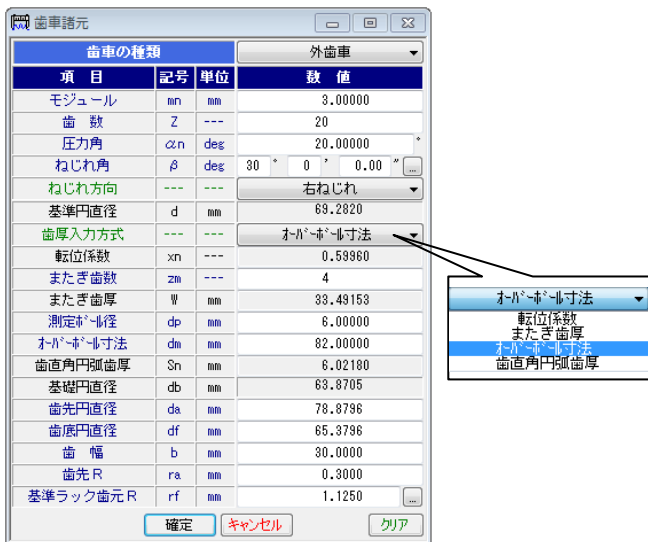 歯車諸元
歯車の種類 外歯車
項 目 記号 単位 数 値
モジュール mn mm 3.00000
歯 数 Z --- 20
圧力角 αn deg 20.00000 °
ねじれ角 β deg 30 ° 0 ' 0.00 " ...
ねじれ方向 --- --- 右ねじれ
基準円直径 d mm 69.2820
歯厚入力方式 --- --- オーバーボール寸法
転位係数 xn --- 0.59960
またぎ歯数 zm --- 4
またぎ歯厚 W mm 33.49153
測定ボール径 dp mm 6.00000
オーバーボール寸法 dm mm 82.00000
歯直角円弧歯厚 Sn mm 6.02180
基礎円直径 db mm 63.8705
歯先円直径 da mm 78.8796
歯底円直径 df mm 65.3796
歯 幅 b mm 30.0000
歯先R ra mm 0.3000
基準ラック歯元R rf mm 1.1250 ...
確定 キャンセル クリア
オーバーボール寸法
転位係数
またぎ歯厚
オーバーボール寸法
歯直角円弧歯厚